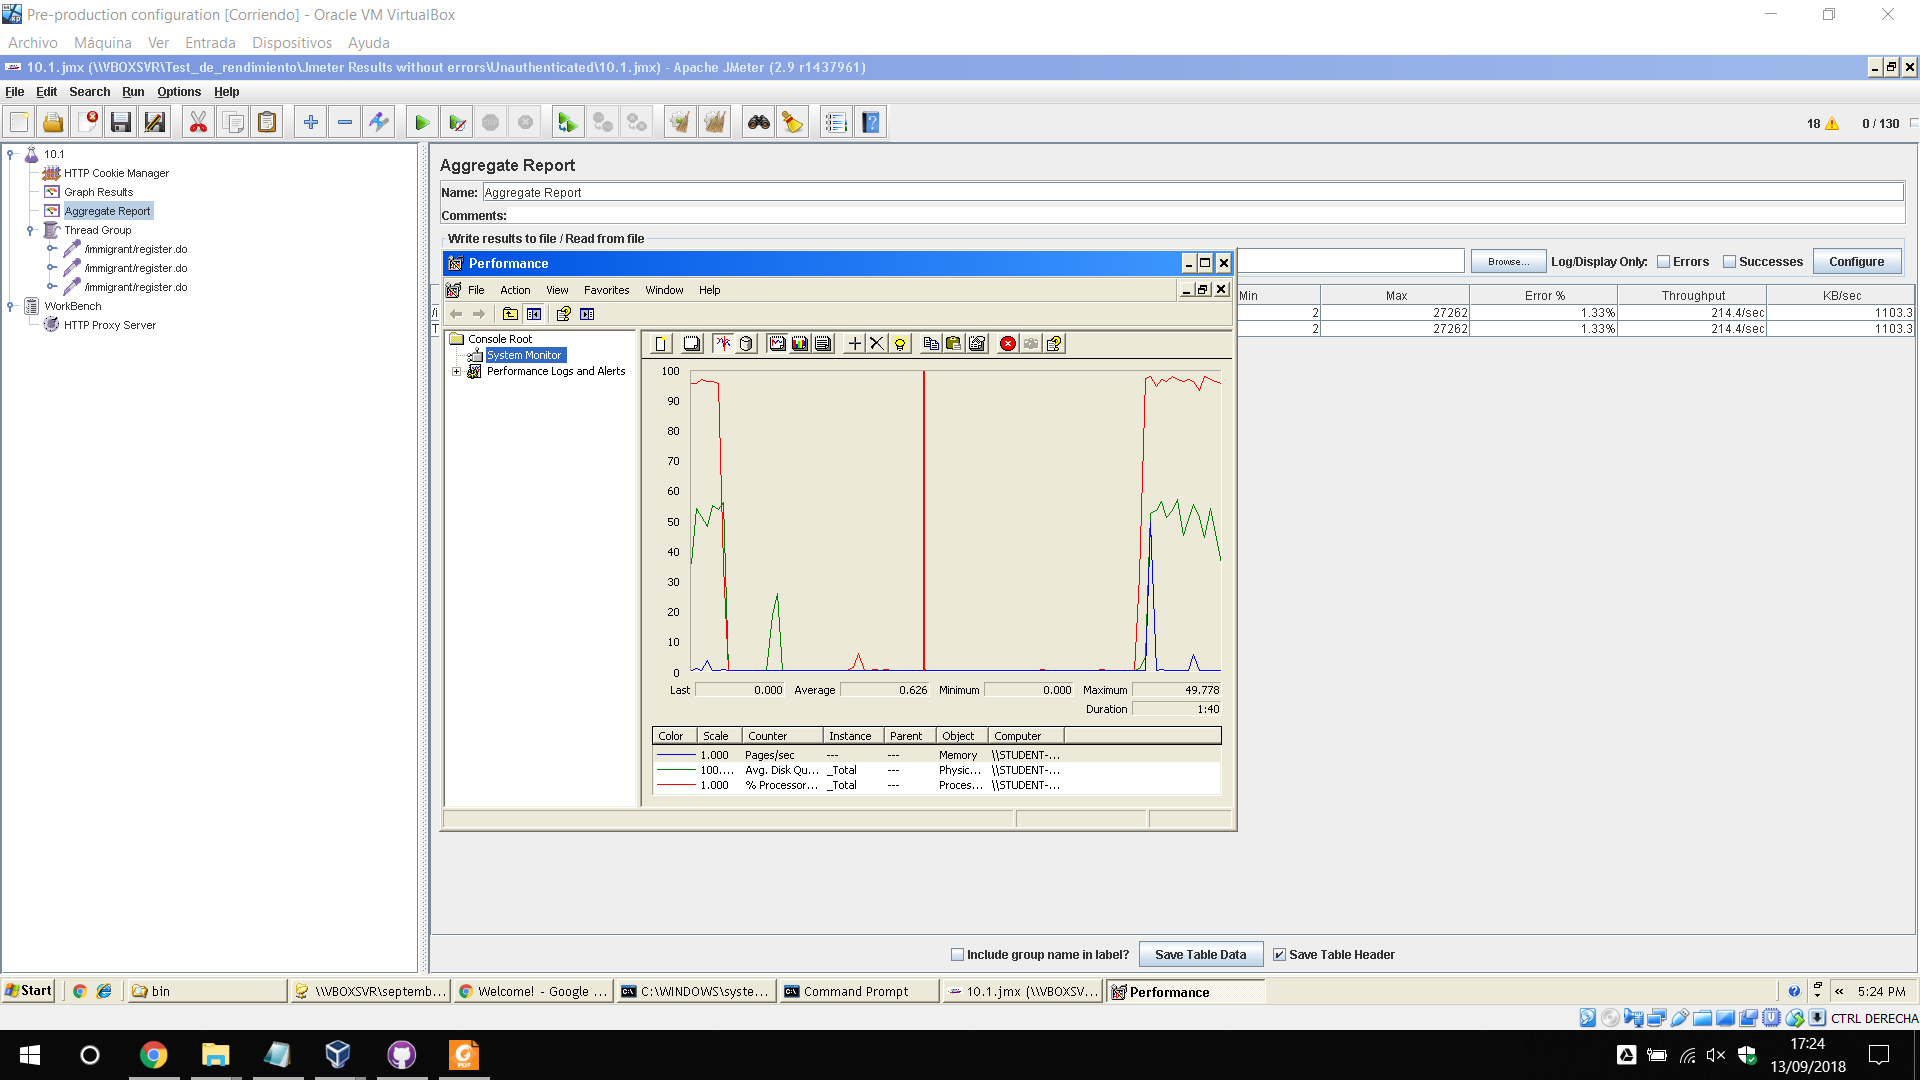 Pre-production configuration [Corriendo] - Oracle VM VirtualBox
Archivo Máquina Ver Entrada Dispositivos Ayuda
10.1.jmx (\\VBOXSVR\Test_de_rendimiento\Jmeter Results without errors\Unauthenticated\10.1.jmx) - Apache JMeter (2.9 r1437961)
File Edit Search Run Options Help
18 0 / 130
10.1
HTTP Cookie Manager
Graph Results
Aggregate Report
Thread Group
/immigrant/register.do
/immigrant/register.do
/immigrant/register.do
WorkBench
HTTP Proxy Server
Aggregate Report
Name: Aggregate Report
Comments:
Write results to file / Read from file
Browse... Log/Display Only: Errors Successes Configure
Min Max Error % Throughput KB/sec
/i 2 27262 1.33% 214.4/sec 1103.3
T 2 27262 1.33% 214.4/sec 1103.3
Performance
File Action View Favorites Window Help
Console Root
System Monitor
Performance Logs and Alerts
100
90
80
70
60
50
40
30
20
10
0
Last 0.000 Average 0.626 Minimum 0.000 Maximum 49.778
Duration 1:40
Color Scale Counter Instance Parent Object Computer
1.000 Pages/sec --- --- Memory \\STUDENT-...
100.... Avg. Disk Qu... _Total --- Physic... \\STUDENT-...
1.000 % Processor... _Total --- Proces... \\STUDENT-...
Include group name in label? Save Table Data Save Table Header
Start bin \\VBOXSVR\septemb... Welcome! - Google ... C:\WINDOWS\syste... Command Prompt 10.1.jmx (\\VBOXSV... Performance « 5:24 PM
CTRL DERECHA
PDF
17:24
13/09/2018